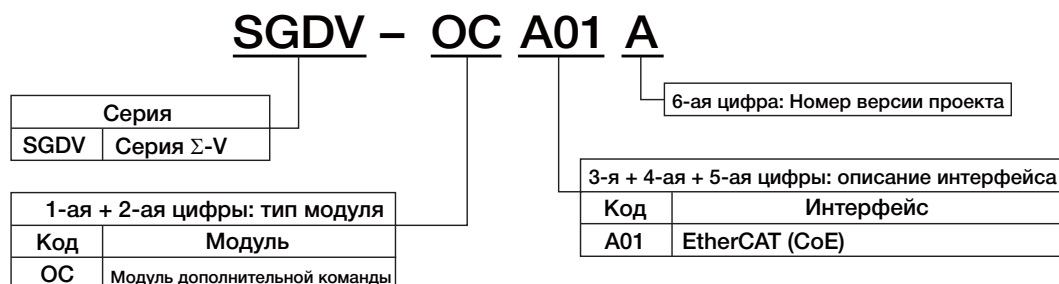 SGDV – OC A01 A
6-ая цифра: Номер версии проекта
Серия
SGDV Серия Σ-V
3-я + 4-ая + 5-ая цифры: описание интерфейса
Код Интерфейс
A01 EtherCAT (CoE)
1-ая + 2-ая цифры: тип модуля
Код Модуль
OC Модуль дополнительной команды